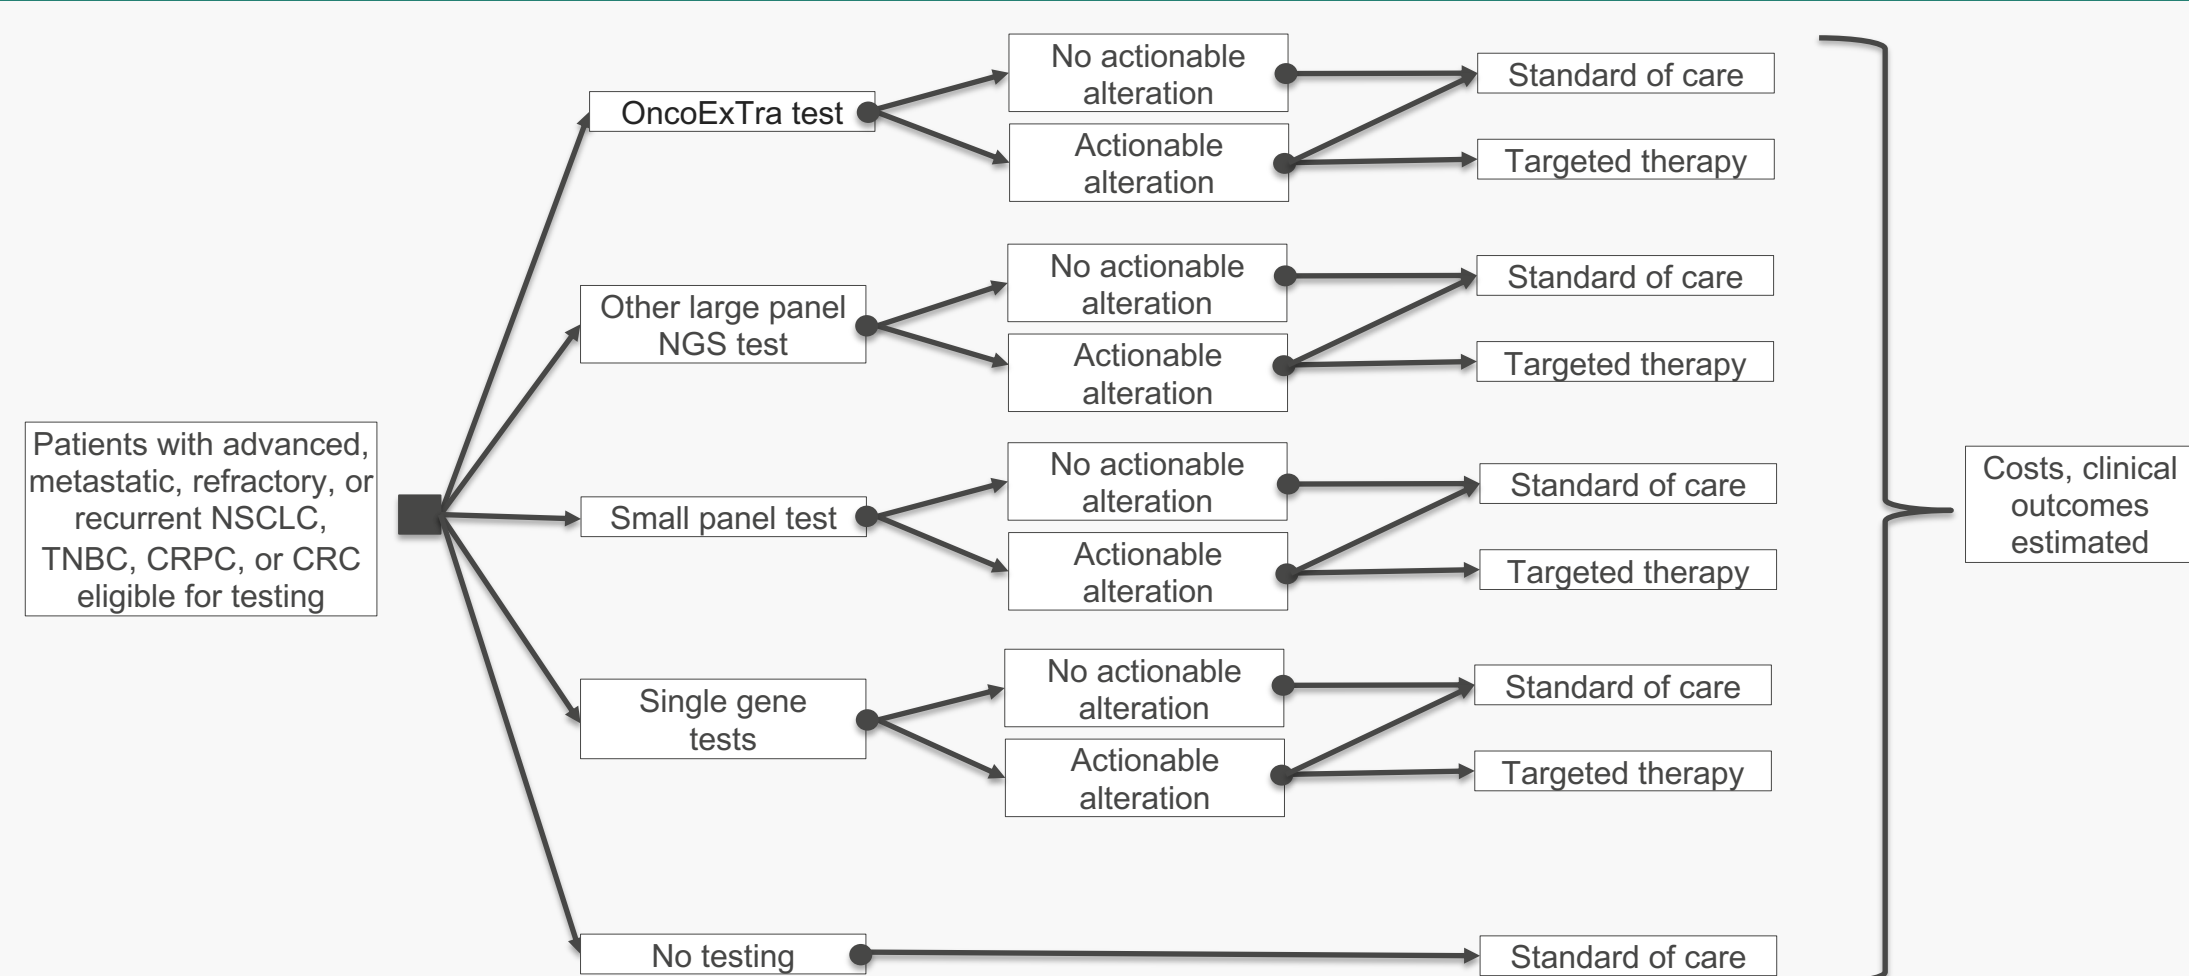 Patients with advanced,
metastatic, refractory, or
recurrent NSCLC,
TNBC, CRPC, or CRC
eligible for testing
OncoExTra test
No actionable
alteration
Actionable
alteration
Standard of care
Targeted therapy
Other large panel
NGS test
No actionable
alteration
Actionable
alteration
Standard of care
Targeted therapy
Small panel test
No actionable
alteration
Actionable
alteration
Standard of care
Targeted therapy
Single gene
tests
No actionable
alteration
Actionable
alteration
Standard of care
Targeted therapy
No testing
Standard of care
Costs, clinical
outcomes
estimated